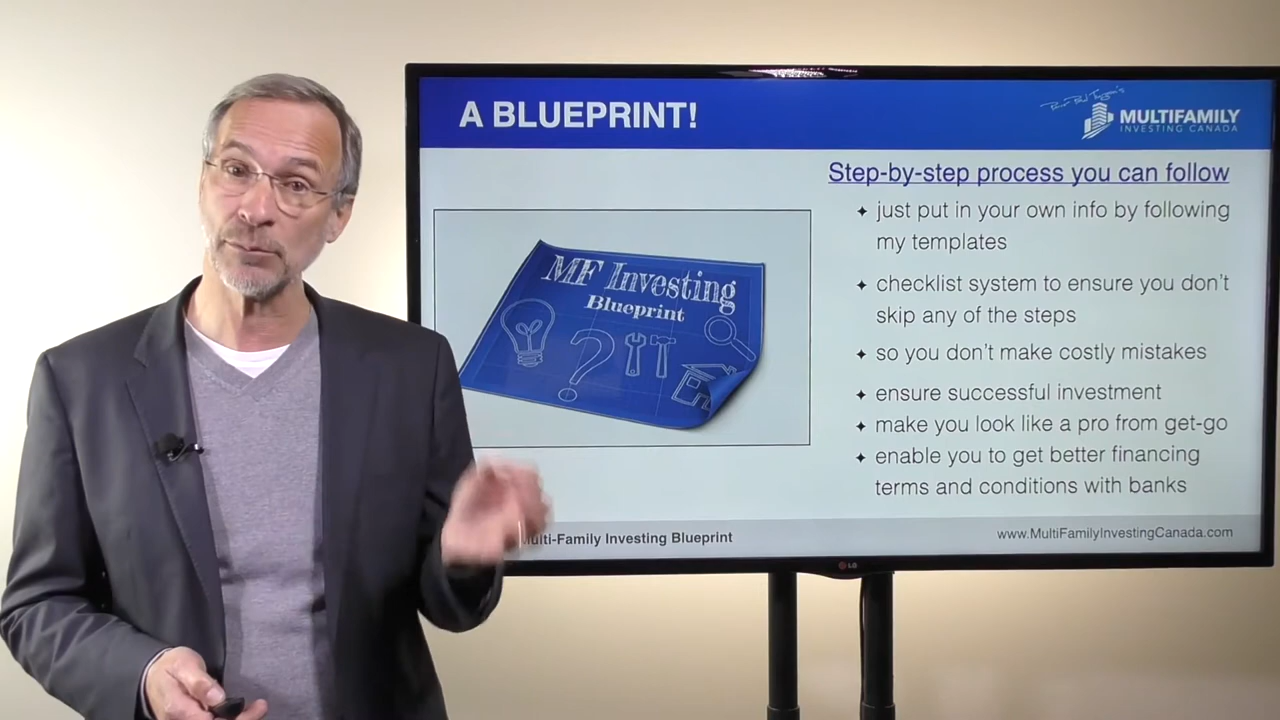 A BLUEPRINT!
MULTIFAMILY
INVESTING CANADA
Step-by-step process you can follow
MF Investing
Blueprint
✦ just put in your own info by following
my templates
✦ checklist system to ensure you don't
skip any of the steps
✦ so you don't make costly mistakes
✦ ensure successful investment
✦ make you look like a pro from get-go
✦ enable you to get better financing
terms and conditions with banks
-Family Investing Blueprint
www.MultiFamilyInvestingCanada.com
LG